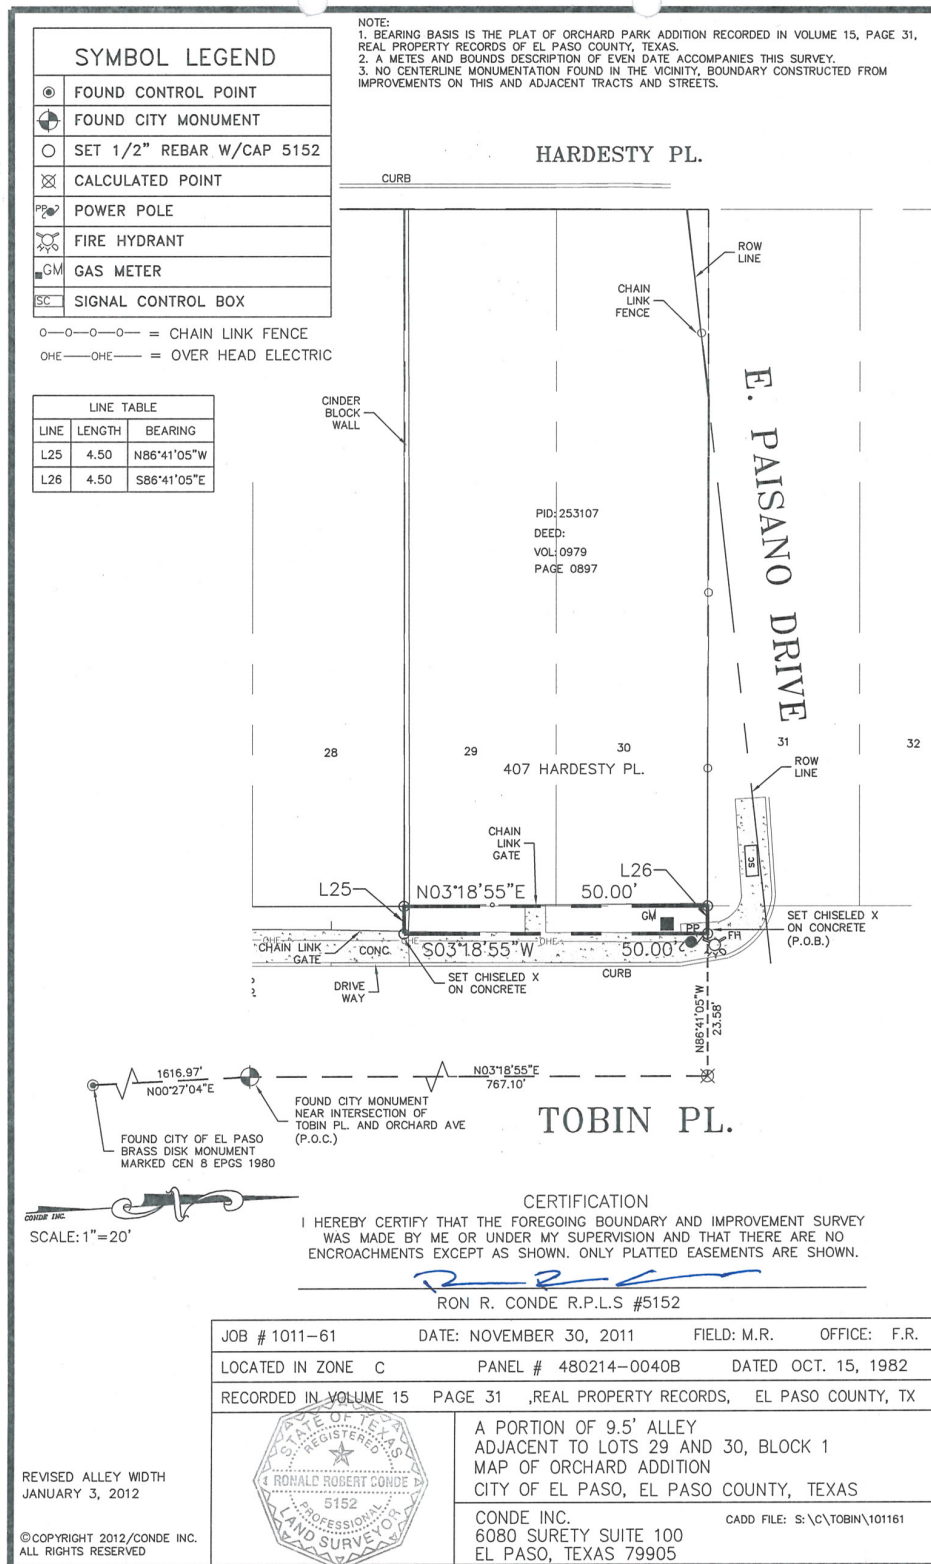 NOTE:
1. BEARING BASIS IS THE PLAT OF ORCHARD PARK ADDITION RECORDED IN VOLUME 15, PAGE 31,
REAL PROPERTY RECORDS OF EL PASO COUNTY, TEXAS.
2. A METES AND BOUNDS DESCRIPTION OF EVEN DATE ACCOMPANIES THIS SURVEY.
3. NO CENTERLINE MONUMENTATION FOUND IN THE VICINITY, BOUNDARY CONSTRUCTED FROM
IMPROVEMENTS ON THIS AND ADJACENT TRACTS AND STREETS.
SYMBOL LEGEND
FOUND CONTROL POINT
FOUND CITY MONUMENT
SET 1/2" REBAR W/CAP 5152
CALCULATED POINT
PP POWER POLE
FIRE HYDRANT
GM GAS METER
SC SIGNAL CONTROL BOX
O—O—O—O— = CHAIN LINK FENCE
OHE——OHE—— = OVER HEAD ELECTRIC
LINE TABLE
LINE LENGTH BEARING
L25 4.50 N86°41'05"W
L26 4.50 S86°41'05"E
HARDESTY PL.
CURB
ROW
LINE
CHAIN
LINK
FENCE
CINDER
BLOCK
WALL
E. PAISANO DRIVE
PID: 253107
DEED:
VOL: 0979
PAGE 0897
28
29
30
31
32
407 HARDESTY PL.
ROW
LINE
CHAIN
LINK
GATE
SC
L25
N03°18'55"E 50.00'
L26
GM
PP
FH
SET CHISELED X
ON CONCRETE
(P.O.B.)
OHE
CHAIN LINK
GATE
CONC.
OHE
S03°18'55"W 50.00'
OHE
DRIVE
WAY
SET CHISELED X
ON CONCRETE
CURB
N86°41'05"W
23.58'
1616.97'
N00°27'04"E
N03°18'55"E
767.10'
FOUND CITY MONUMENT
NEAR INTERSECTION OF
TOBIN PL. AND ORCHARD AVE
(P.O.C.)
FOUND CITY OF EL PASO
BRASS DISK MONUMENT
MARKED CEN 8 EPGS 1980
TOBIN PL.
CONDE INC.
SCALE: 1"=20'
CERTIFICATION
I HEREBY CERTIFY THAT THE FOREGOING BOUNDARY AND IMPROVEMENT SURVEY
WAS MADE BY ME OR UNDER MY SUPERVISION AND THAT THERE ARE NO
ENCROACHMENTS EXCEPT AS SHOWN. ONLY PLATTED EASEMENTS ARE SHOWN.
RON R. CONDE R.P.L.S #5152
JOB # 1011-61 DATE: NOVEMBER 30, 2011 FIELD: M.R. OFFICE: F.R.
LOCATED IN ZONE C PANEL # 480214-0040B DATED OCT. 15, 1982
RECORDED IN VOLUME 15 PAGE 31 ,REAL PROPERTY RECORDS, EL PASO COUNTY, TX
STATE OF TEXAS
REGISTERED
RONALD ROBERT CONDE
5152
PROFESSIONAL
LAND SURVEYOR
A PORTION OF 9.5' ALLEY
ADJACENT TO LOTS 29 AND 30, BLOCK 1
MAP OF ORCHARD ADDITION
CITY OF EL PASO, EL PASO COUNTY, TEXAS
CONDE INC.
6080 SURETY SUITE 100
EL PASO, TEXAS 79905
CADD FILE: S:\C\TOBIN\101161
REVISED ALLEY WIDTH
JANUARY 3, 2012
©COPYRIGHT 2012/CONDE INC.
ALL RIGHTS RESERVED